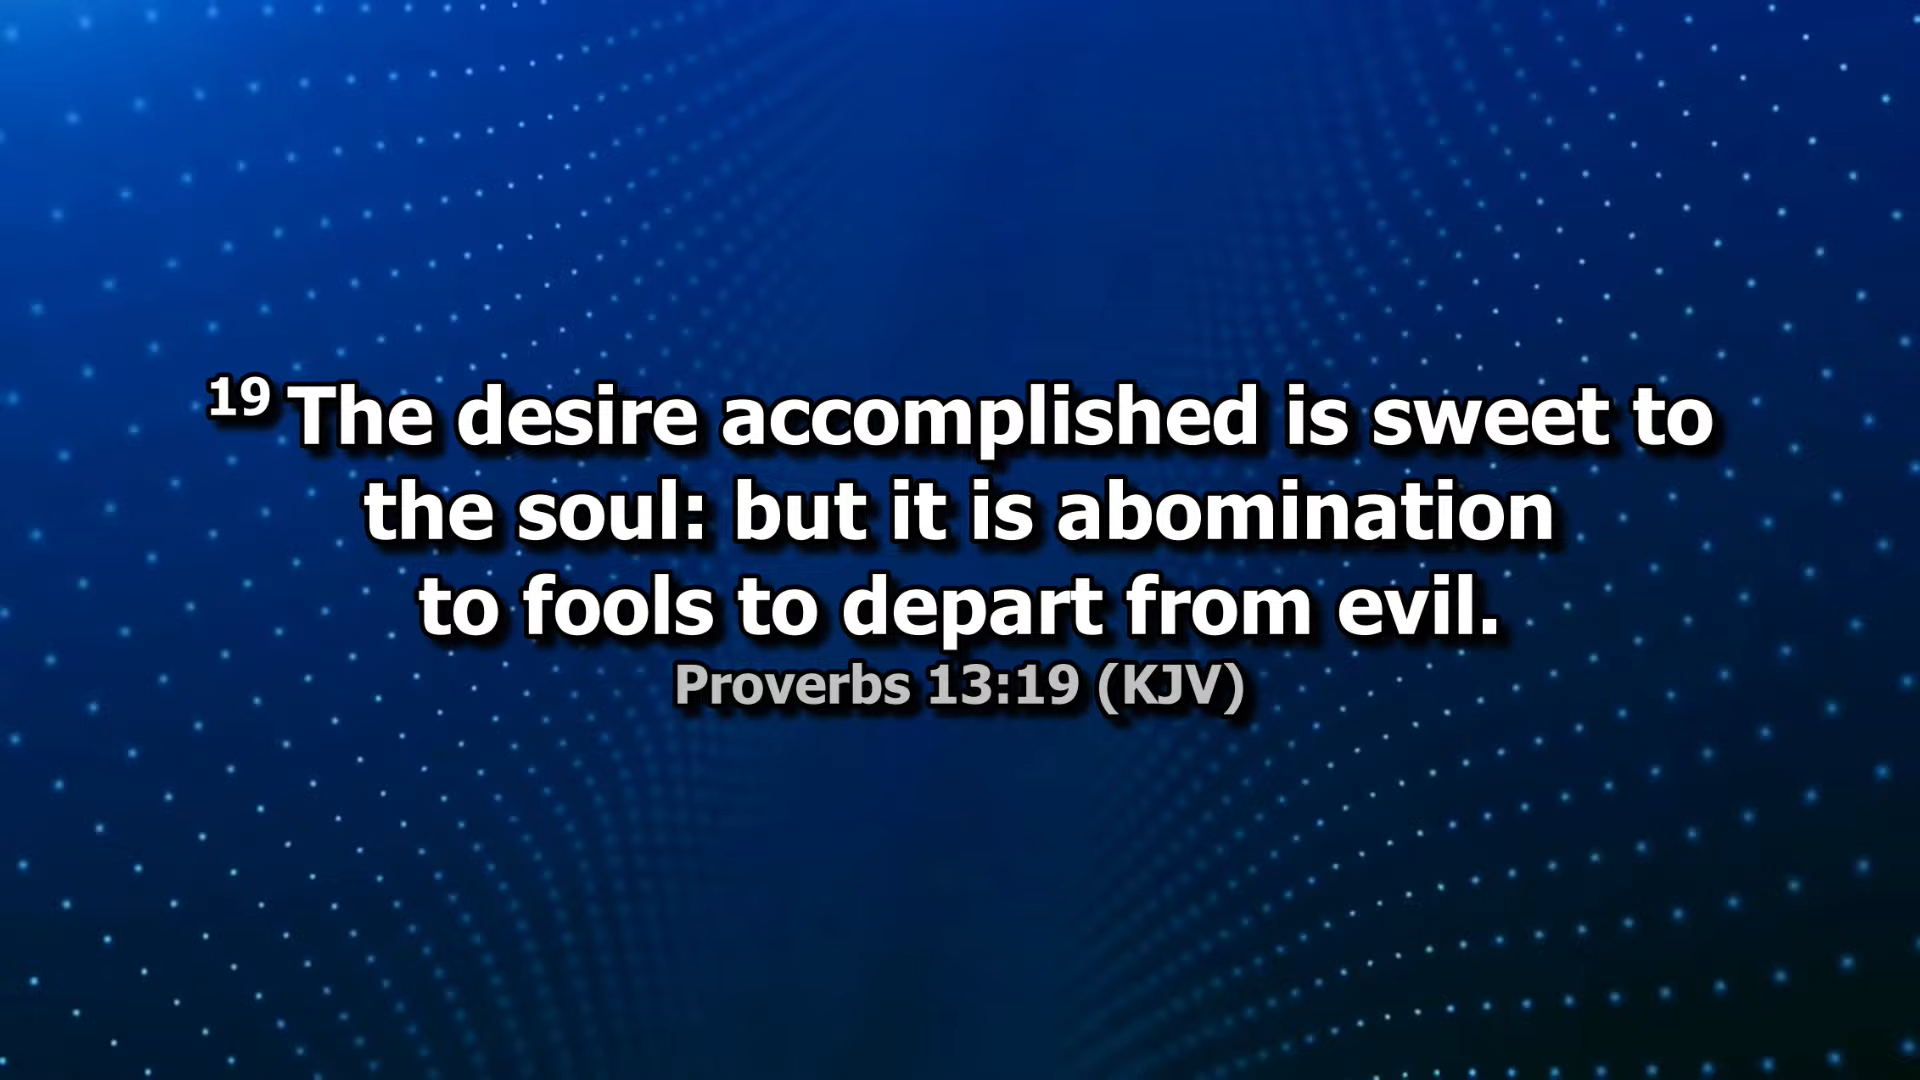 19 The desire accomplished is sweet to
the soul: but it is abomination
to fools to depart from evil.
Proverbs 13:19 (KJV)